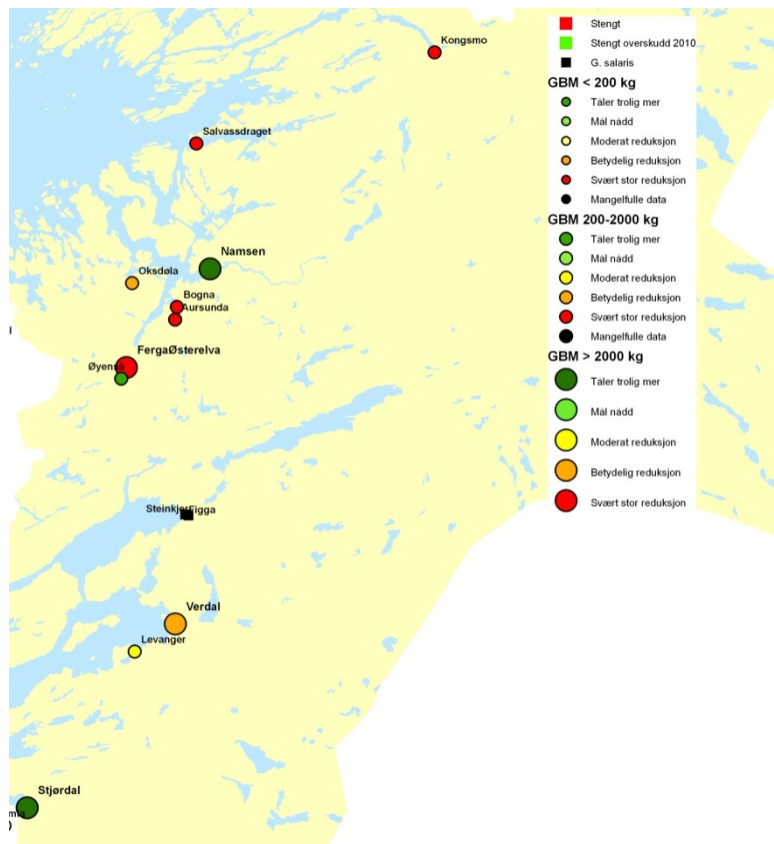 Kongsmo
Salvassdraget
Namsen
Oksdøla
Bogna
Aursunda
FergaØsterelva
Øyenså
Steinkjer
Figga
Verdal
Levanger
Stjørdal
Stengt
Stengt overskudd 2010
G. salaris
GBM < 200 kg
Tåler trolig mer
Mål nådd
Moderat reduksjon
Betydelig reduksjon
Svært stor reduksjon
Mangelfulle data
GBM 200-2000 kg
Tåler trolig mer
Mål nådd
Moderat reduksjon
Betydelig reduksjon
Svært stor reduksjon
Mangelfulle data
GBM > 2000 kg
Tåler trolig mer
Mål nådd
Moderat reduksjon
Betydelig reduksjon
Svært stor reduksjon